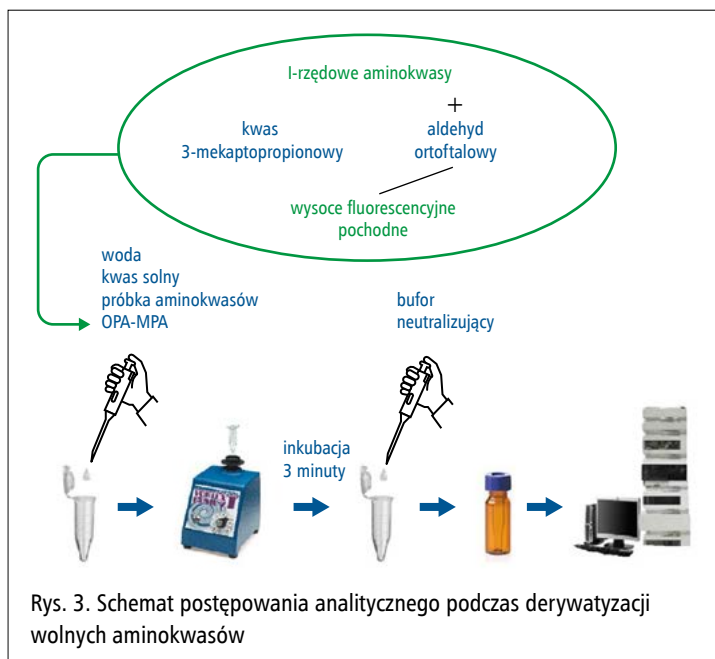 I-rzędowe aminokwasy
+
kwas
3-mekaptopropionowy
aldehyd
ortoftalowy
wysoce fluorescencyjne
pochodne
woda
kwas solny
próbka aminokwasów
OPA-MPA
bufor
neutralizujący
inkubacja
3 minuty
Rys. 3. Schemat postępowania analitycznego podczas derywatyzacji
wolnych aminokwasów